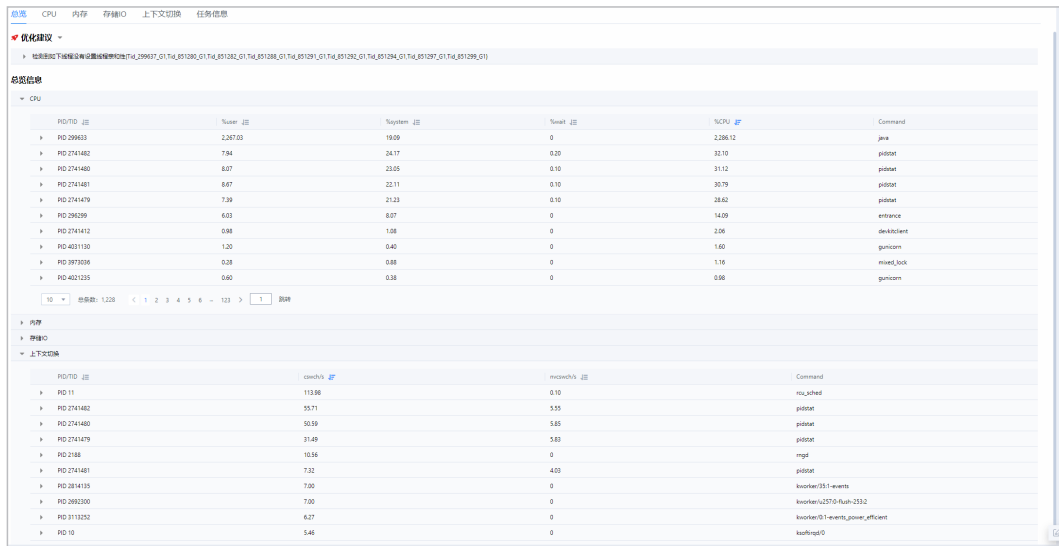 总览 CPU 内存 存储IO 上下文切换 任务信息
优化建议
检测到如下线程没有设置线程亲和性[Tid_299637_G1,Tid_851280_G1,Tid_851282_G1,Tid_851288_G1,Tid_851291_G1,Tid_851292_G1,Tid_851294_G1,Tid_851297_G1,Tid_851299_G1]
总览信息
CPU
PID/TID %user %system %wait %CPU Command
PID 299633 2,267.03 19.09 0 2,286.12 java
PID 2741482 7.94 24.17 0.20 32.10 pidstat
PID 2741480 8.07 23.05 0.10 31.12 pidstat
PID 2741481 8.67 22.11 0.10 30.79 pidstat
PID 2741479 7.39 21.23 0.10 28.62 pidstat
PID 296299 6.03 8.07 0 14.09 entrance
PID 2741412 0.98 1.08 0 2.06 devkitclient
PID 4031130 1.20 0.40 0 1.60 gunicorn
PID 3973036 0.28 0.88 0 1.16 mixed_lock
PID 4021235 0.60 0.38 0 0.98 gunicorn
10 总条数: 1,228 < 1 2 3 4 5 6 ... 123 > 1 跳转
内存
存储IO
上下文切换
PID/TID cswch/s nvcswch/s Command
PID 11 113.98 0.10 rcu_sched
PID 2741482 55.71 5.55 pidstat
PID 2741480 50.59 5.85 pidstat
PID 2741479 31.49 5.83 pidstat
PID 2188 10.56 0 rngd
PID 2741481 7.32 4.03 pidstat
PID 2814135 7.00 0 kworker/35:1-events
PID 2692300 7.00 0 kworker/u257:0-flush-253:2
PID 3113252 6.27 0 kworker/0:1-events_power_efficient
PID 10 5.46 0 ksoftirqd/0